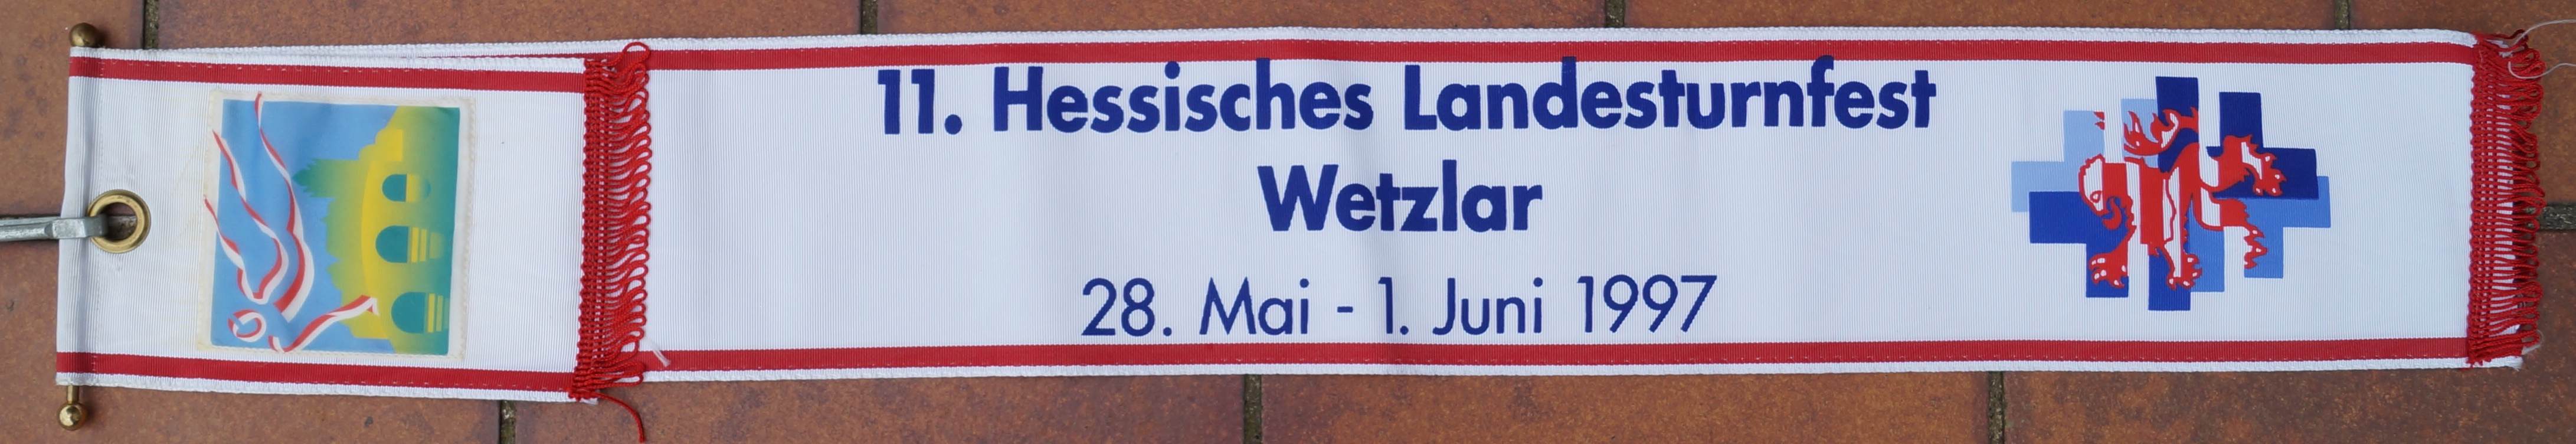 11. Hessisches Landesturnfest
Wetzlar
28. Mai - 1. Juni 1997